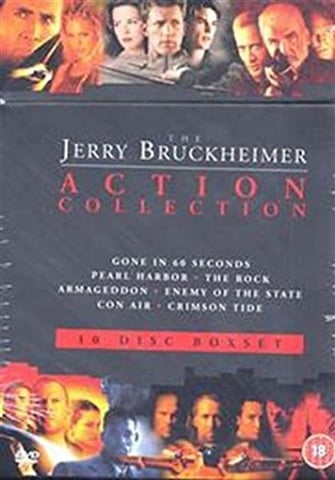 THE
JERRY BRUCKHEIMER
ACTION
COLLECTION
GONE IN 60 SECONDS
PEARL HARBOR · THE ROCK
ARMAGEDDON · ENEMY OF THE STATE
CON AIR · CRIMSON TIDE
10 DISC BOXSET
DVD
18